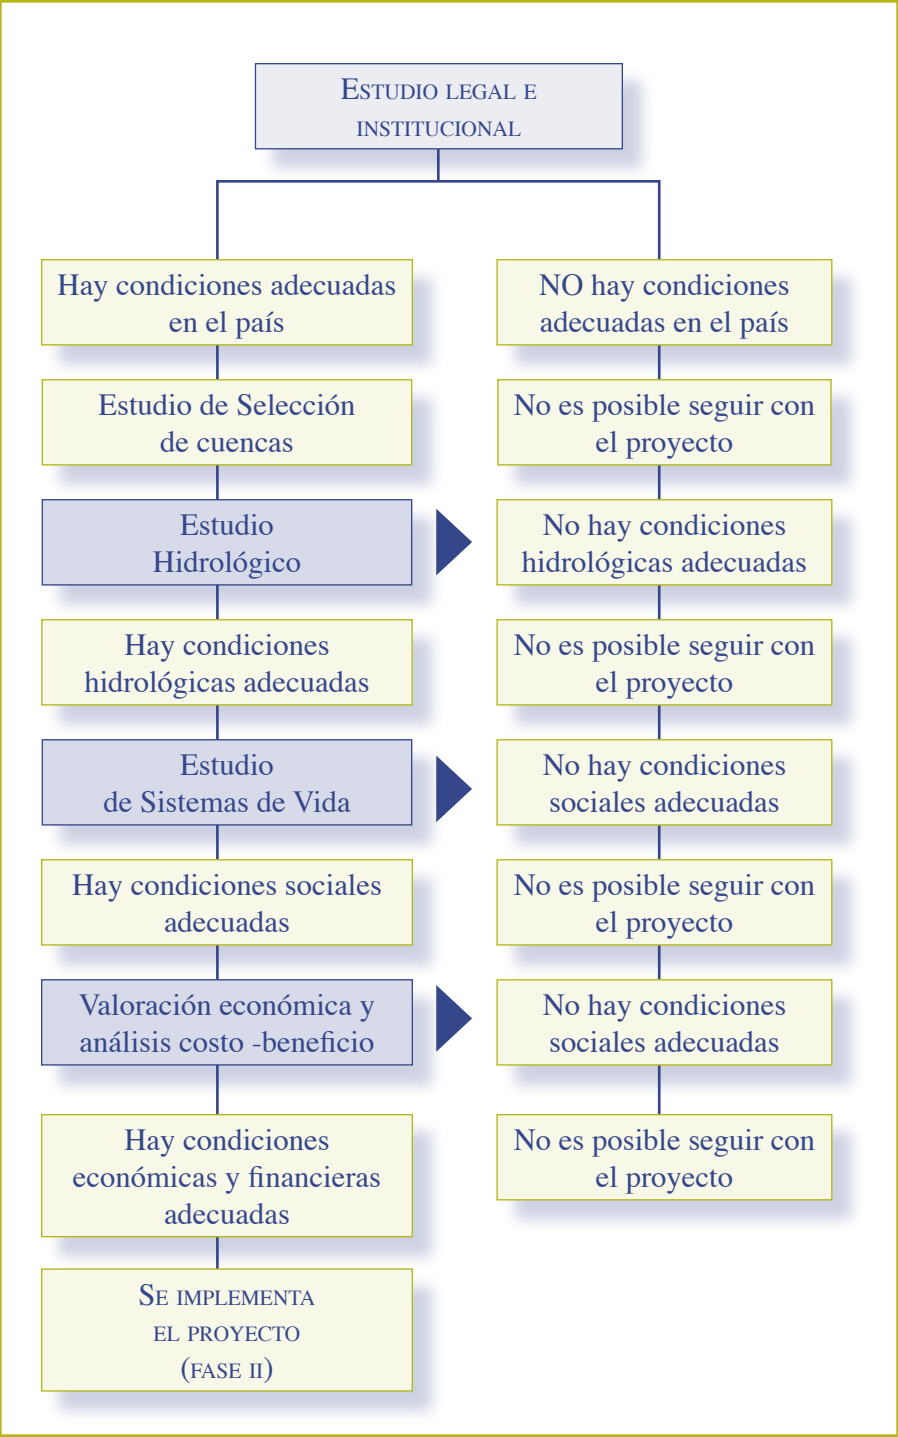 ESTUDIO LEGAL E
INSTITUCIONAL
Hay condiciones adecuadas
en el país
NO hay condiciones
adecuadas en el país
Estudio de Selección
de cuencas
No es posible seguir con
el proyecto
Estudio
Hidrológico
No hay condiciones
hidrológicas adecuadas
Hay condiciones
hidrológicas adecuadas
No es posible seguir con
el proyecto
Estudio
de Sistemas de Vida
No hay condiciones
sociales adecuadas
Hay condiciones sociales
adecuadas
No es posible seguir con
el proyecto
Valoración económica y
análisis costo -beneficio
No hay condiciones
sociales adecuadas
Hay condiciones
económicas y financieras
adecuadas
No es posible seguir con
el proyecto
SE IMPLEMENTA
EL PROYECTO
(FASE II)